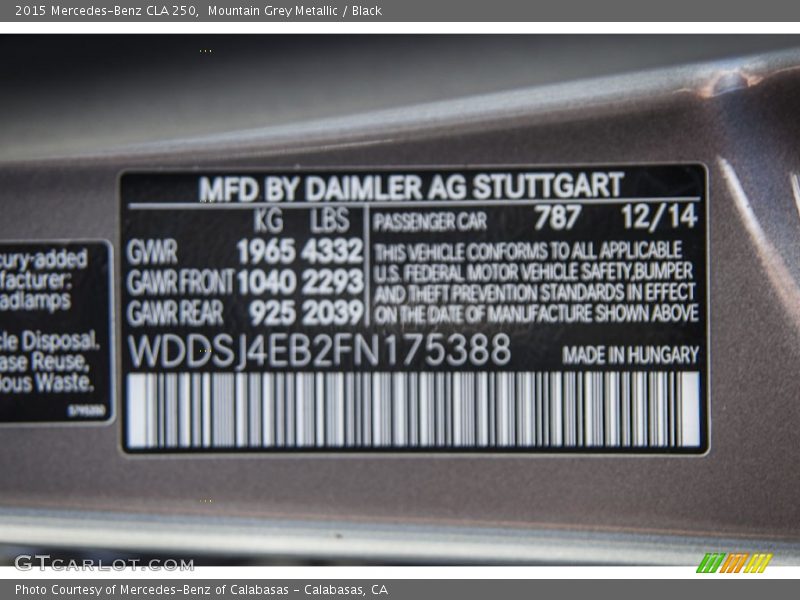 2015 Mercedes-Benz CLA 250, Mountain Grey Metallic / Black
MFD BY DAIMLER AG STUTTGART
KG LBS
GVWR 1965 4332
GAWR FRONT 1040 2293
GAWR REAR 925 2039
PASSENGER CAR 787 12/14
THIS VEHICLE CONFORMS TO ALL APPLICABLE
U.S. FEDERAL MOTOR VEHICLE SAFETY,BUMPER
AND THEFT PREVENTION STANDARDS IN EFFECT
ON THE DATE OF MANUFACTURE SHOWN ABOVE
WDDSJ4EB2FN175388 MADE IN HUNGARY
cury-added
facturer:
eadlamps
cle Disposal.
ase Reuse,
dous Waste.
GTCARLOT.COM
Photo Courtesy of Mercedes-Benz of Calabasas - Calabasas, CA